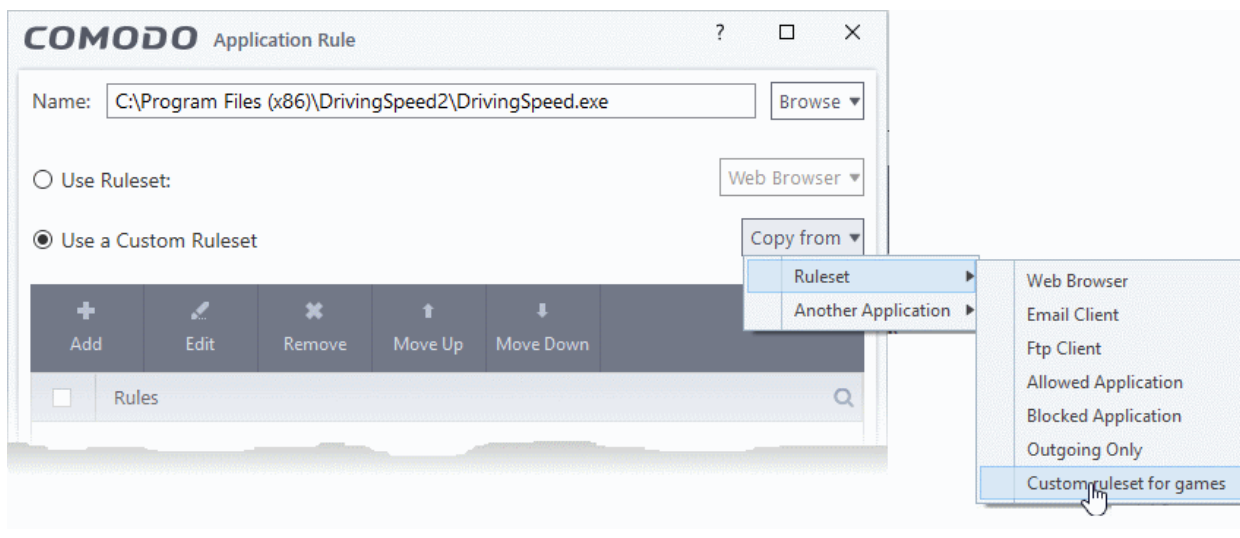 COMODO Application Rule ?
Name: C:\Program Files (x86)\DrivingSpeed2\DrivingSpeed.exe Browse
Use Ruleset: Web Browser
Use a Custom Ruleset Copy from
Ruleset
Another Application
Web Browser
Email Client
Ftp Client
Allowed Application
Blocked Application
Outgoing Only
Custom ruleset for games
Add Edit Remove Move Up Move Down
Rules